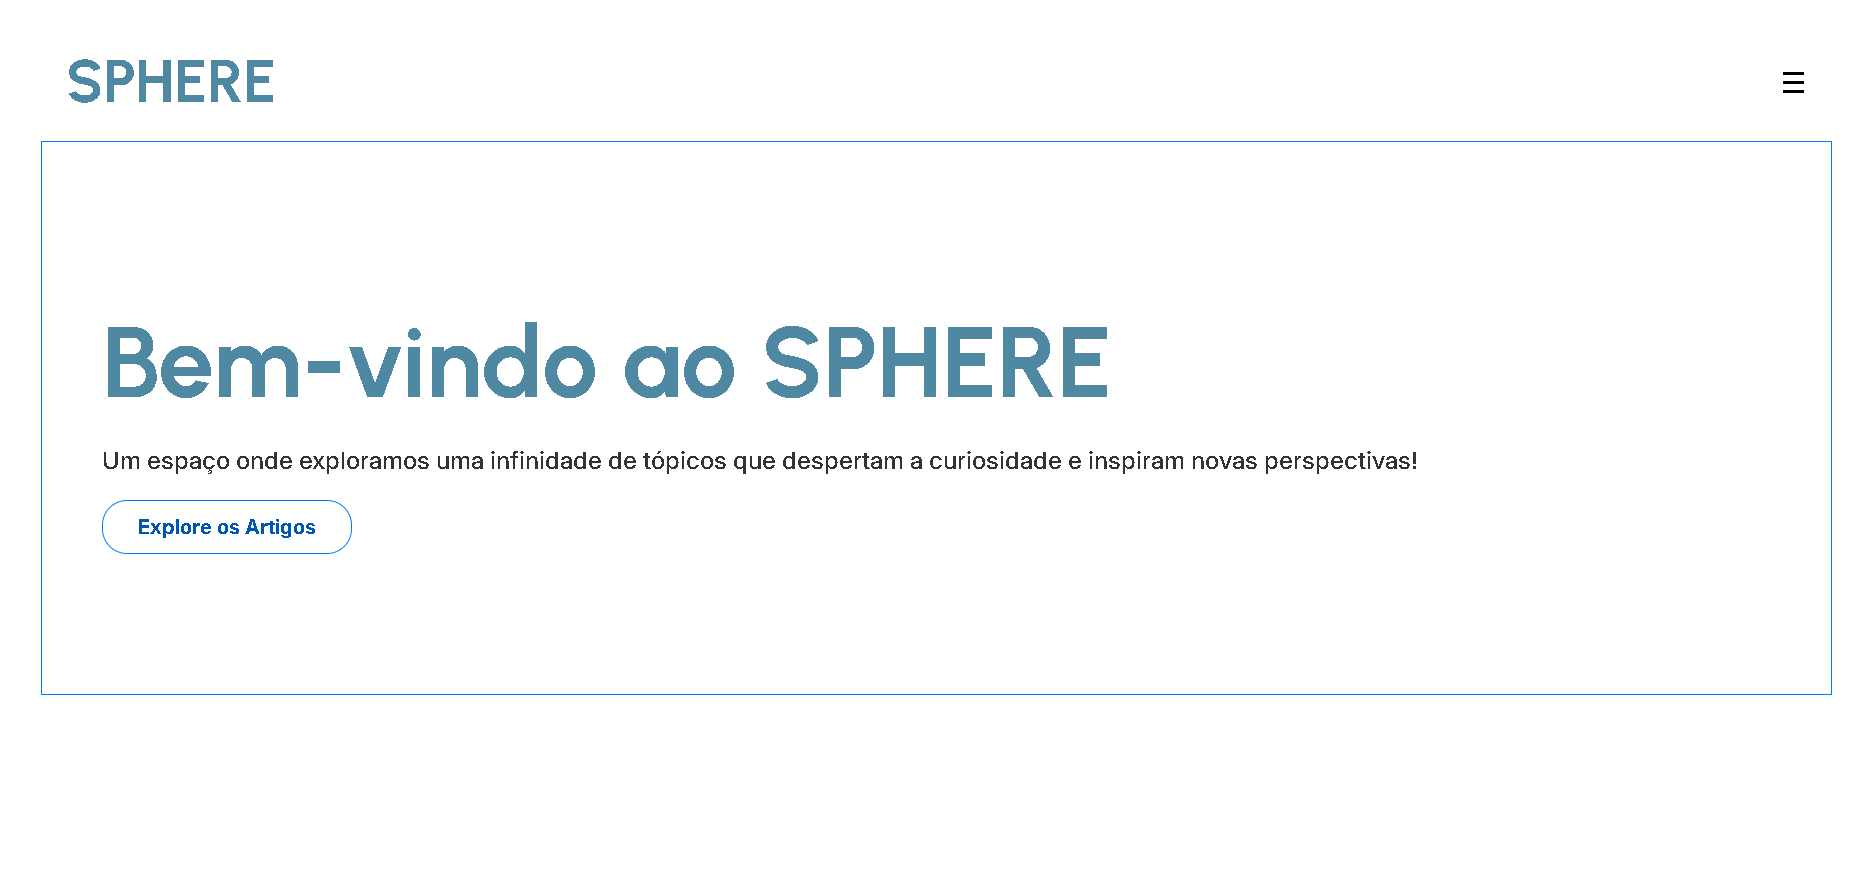 SPHERE
Bem-vindo ao SPHERE
Um espaço onde exploramos uma infinidade de tópicos que despertam a curiosidade e inspiram novas perspectivas!
Explore os Artigos